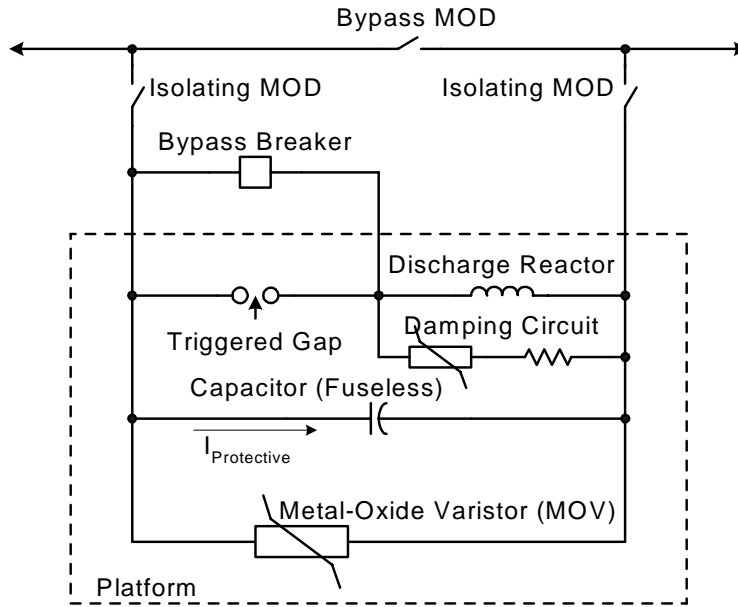 Bypass MOD
Isolating MOD
Isolating MOD
Bypass Breaker
Discharge Reactor
Triggered Gap
Damping Circuit
Capacitor (Fuseless)
IProtective
Metal-Oxide Varistor (MOV)
Platform